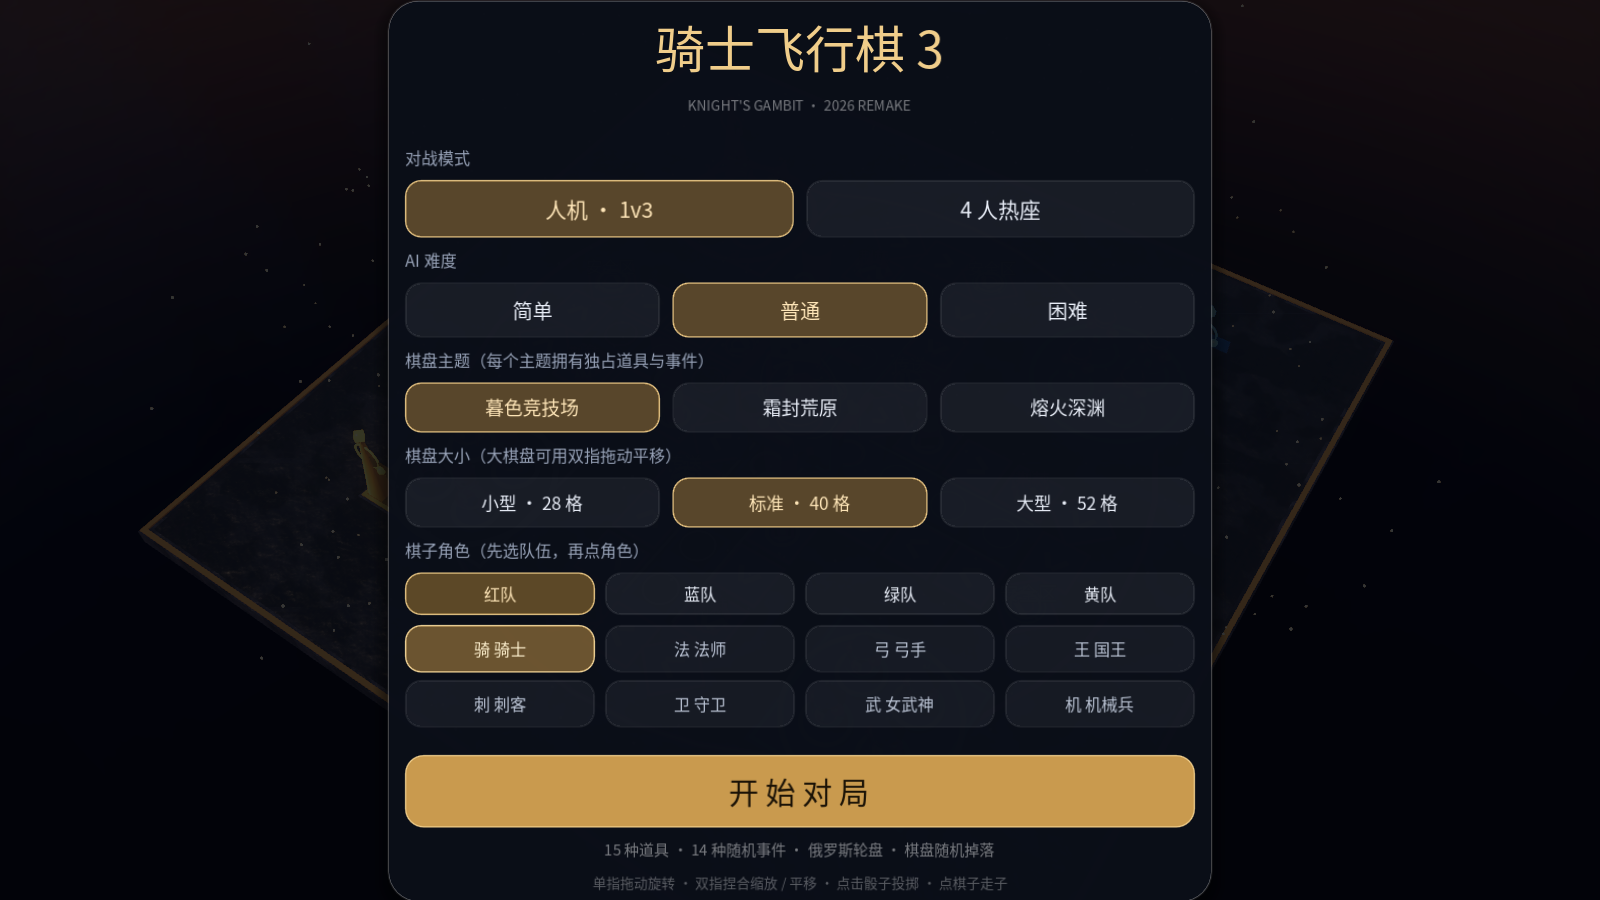 骑士飞行棋 3
KNIGHT'S GAMBIT • 2026 REMAKE
对战模式
人机 • 1v3
4 人热座
AI 难度
简单
普通
困难
棋盘主题（每个主题拥有独占道具与事件）
暮色竞技场
霜封荒原
熔火深渊
棋盘大小（大棋盘可用双指拖动平移）
小型 • 28 格
标准 • 40 格
大型 • 52 格
棋子角色（先选队伍，再点角色）
红队
蓝队
绿队
黄队
骑 骑士
法 法师
弓 弓手
王 国王
刺 刺客
卫 守卫
武 女武神
机 机械兵
开始对局
15 种道具 • 14 种随机事件 • 俄罗斯轮盘 • 棋盘随机掉落
单指拖动旋转 • 双指捏合缩放 / 平移 • 点击骰子投掷 • 点棋子走子